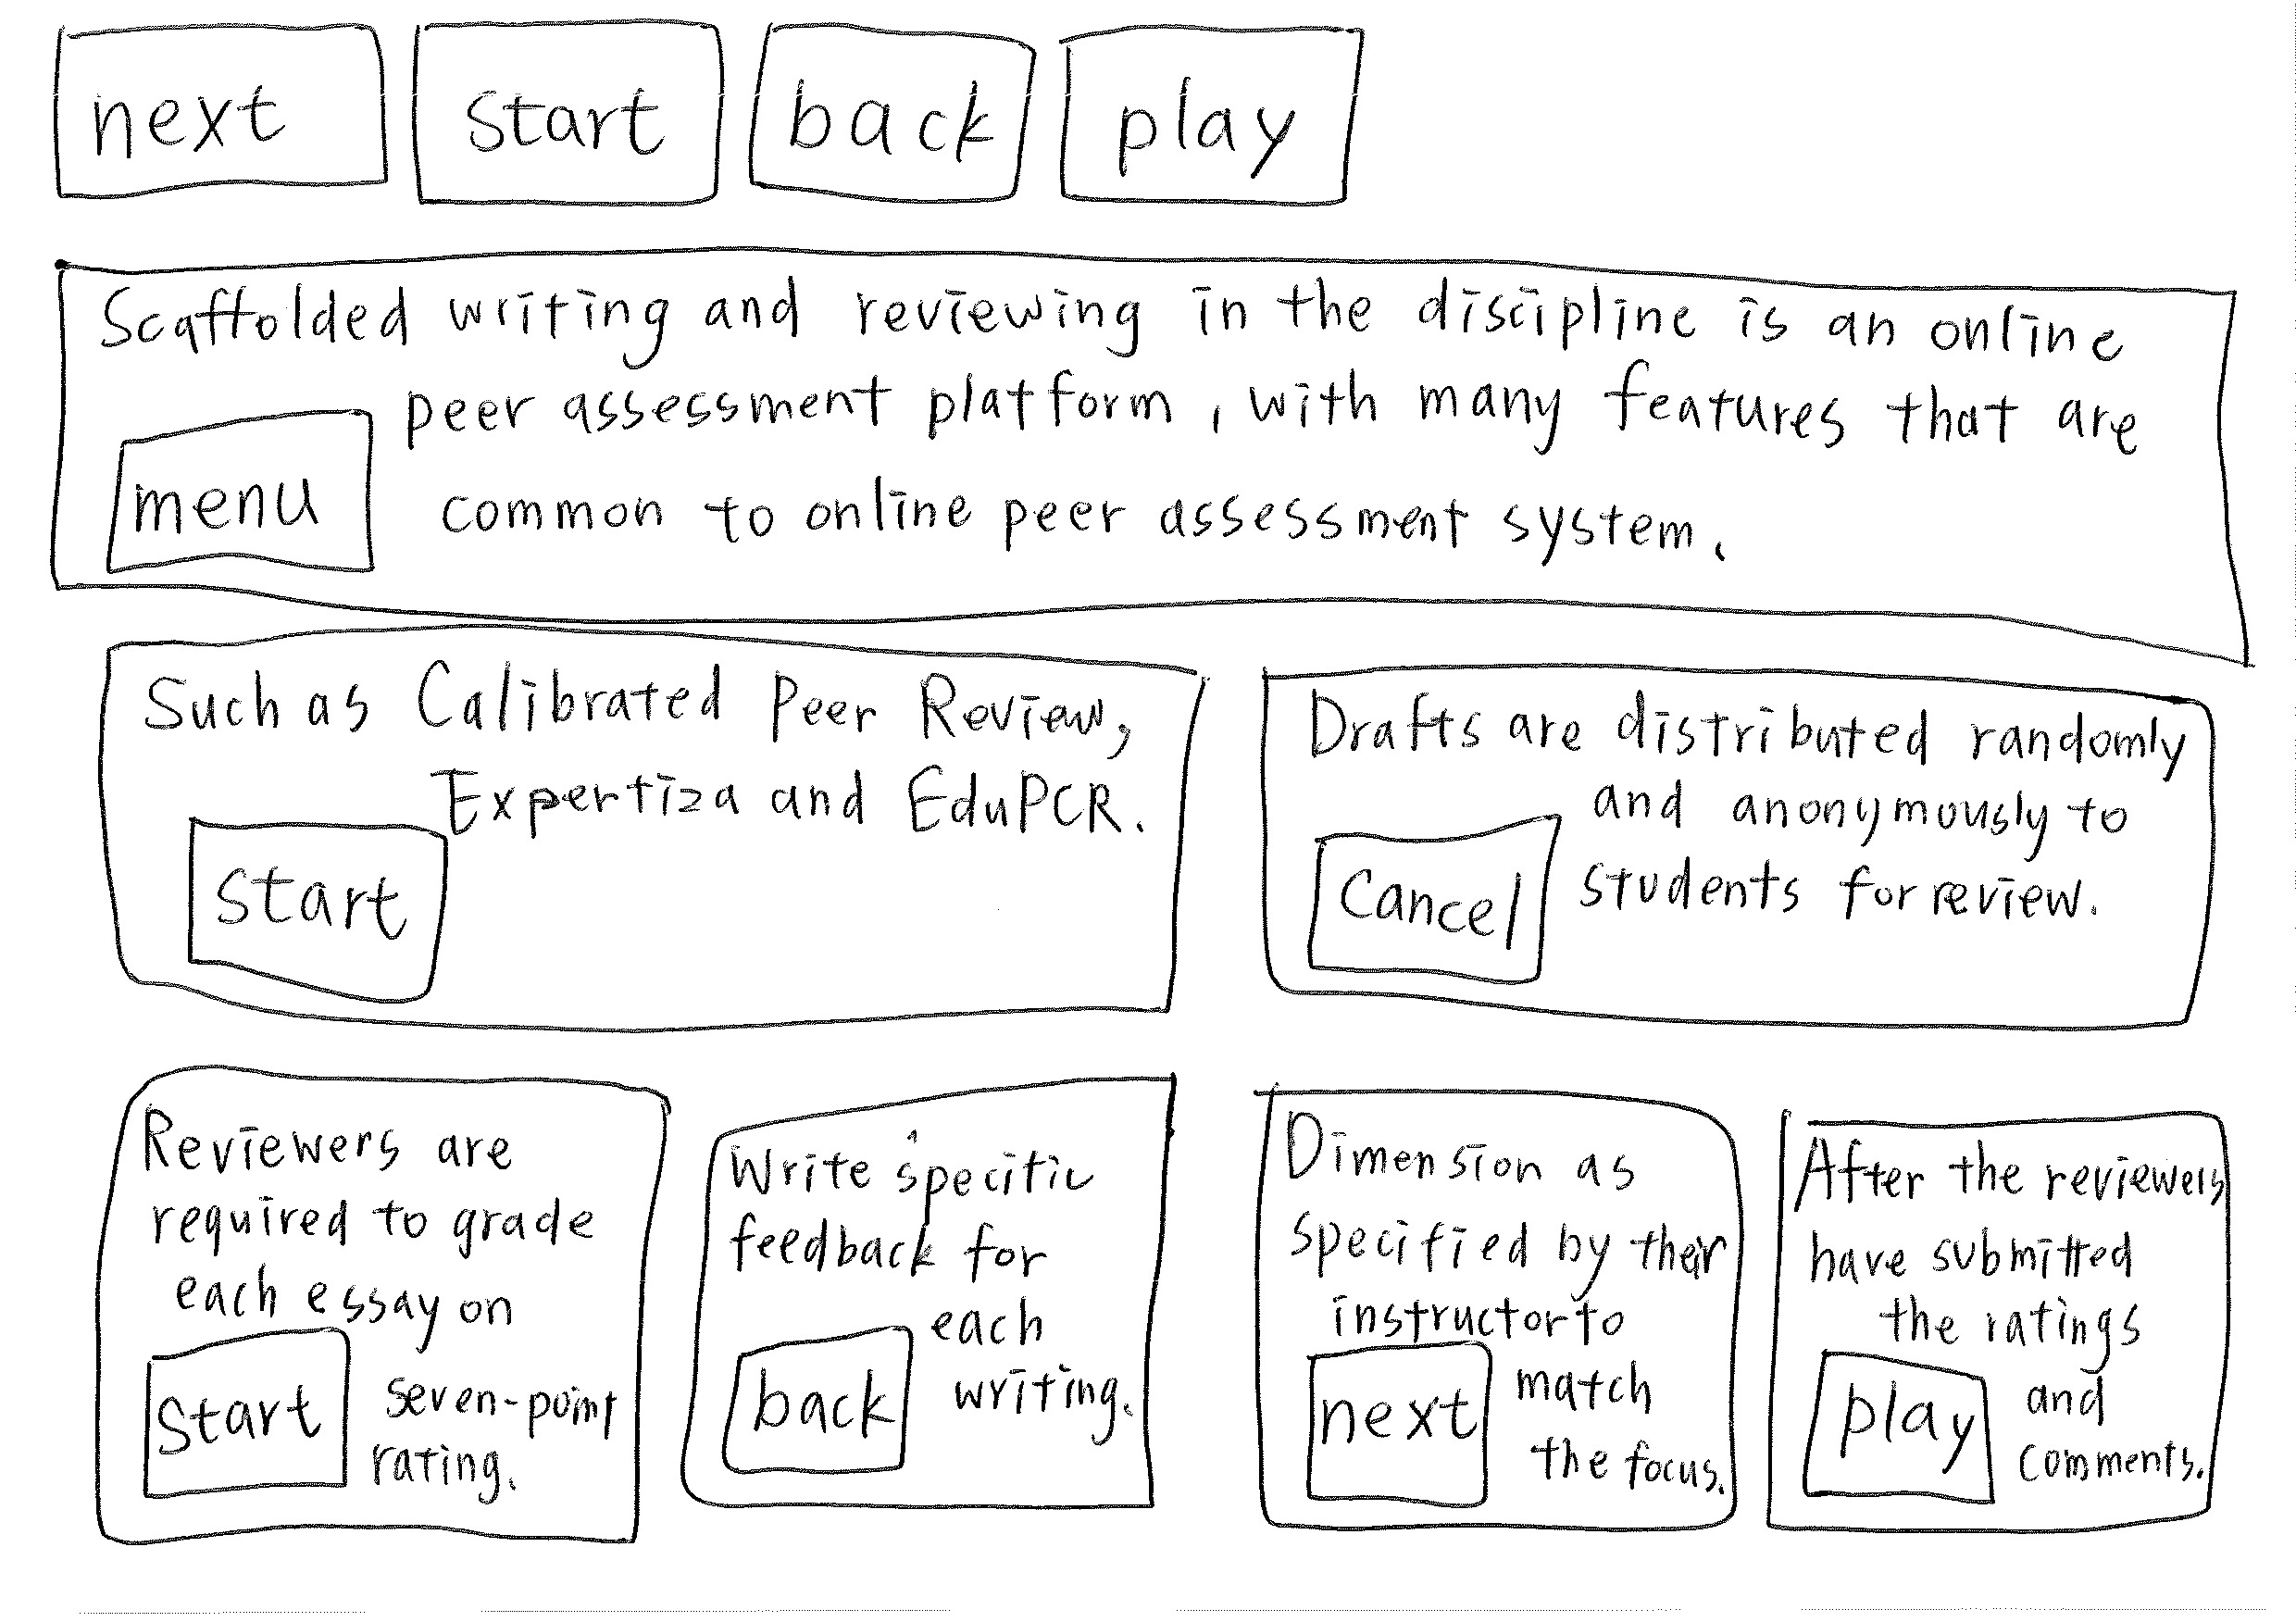 next start back play
Scaffolded writing and reviewing in the discipline is an online
peer assessment platform, with many features that are
menu
common to online peer assessment system.
Such as Calibrated Peer Review,
Expertiza and EduPCR.
start
Drafts are distributed randomly
and anonymously to
Cancel
students for review.
Reviewers are
required to grade
each essay on
start
seven-point
rating.
Write specific
feedback for
each
back
writing.
Dimension as
specified by their
instructor to
next
match
the focus.
After the reviewers
have submitted
the ratings
play
and
comments.